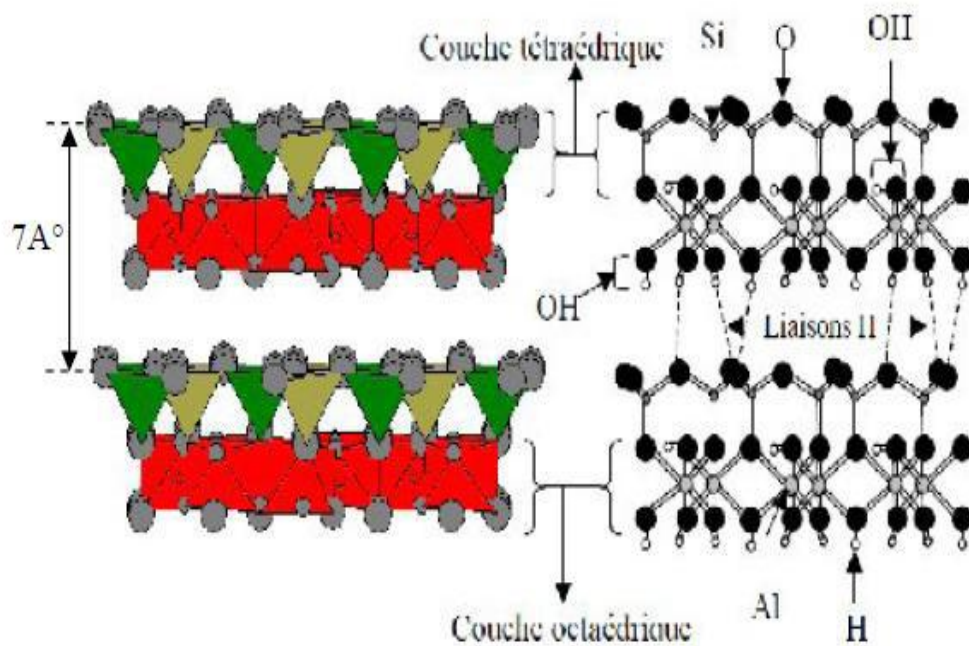 Couche tétraédrique
Si
O
OH
7A°
OH
Liaisons H
Couche octaédrique
Al
H